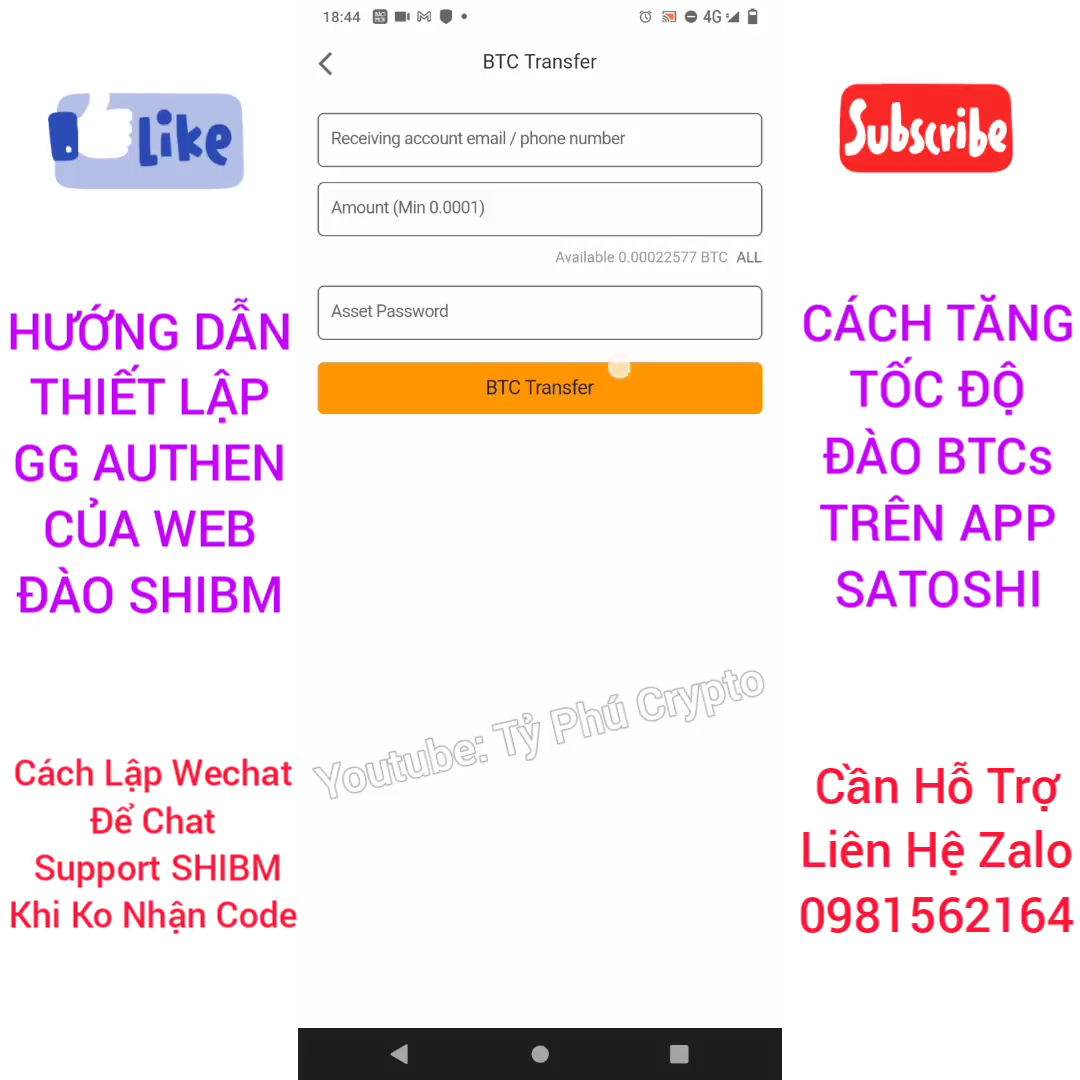 18:44
4G
BTC Transfer
Like
Subscribe
Receiving account email / phone number
Amount (Min 0.0001)
Available 0.00022577 BTC ALL
Asset Password
BTC Transfer
HƯỚNG DẪN
THIẾT LẬP
GG AUTHEN
CỦA WEB
ĐÀO SHIBM
CÁCH TĂNG
TỐC ĐỘ
ĐÀO BTCs
TRÊN APP
SATOSHI
Youtube: Tỷ Phú Crypto
Cách Lập Wechat
Để Chat
Support SHIBM
Khi Ko Nhận Code
Cần Hỗ Trợ
Liên Hệ Zalo
0981562164